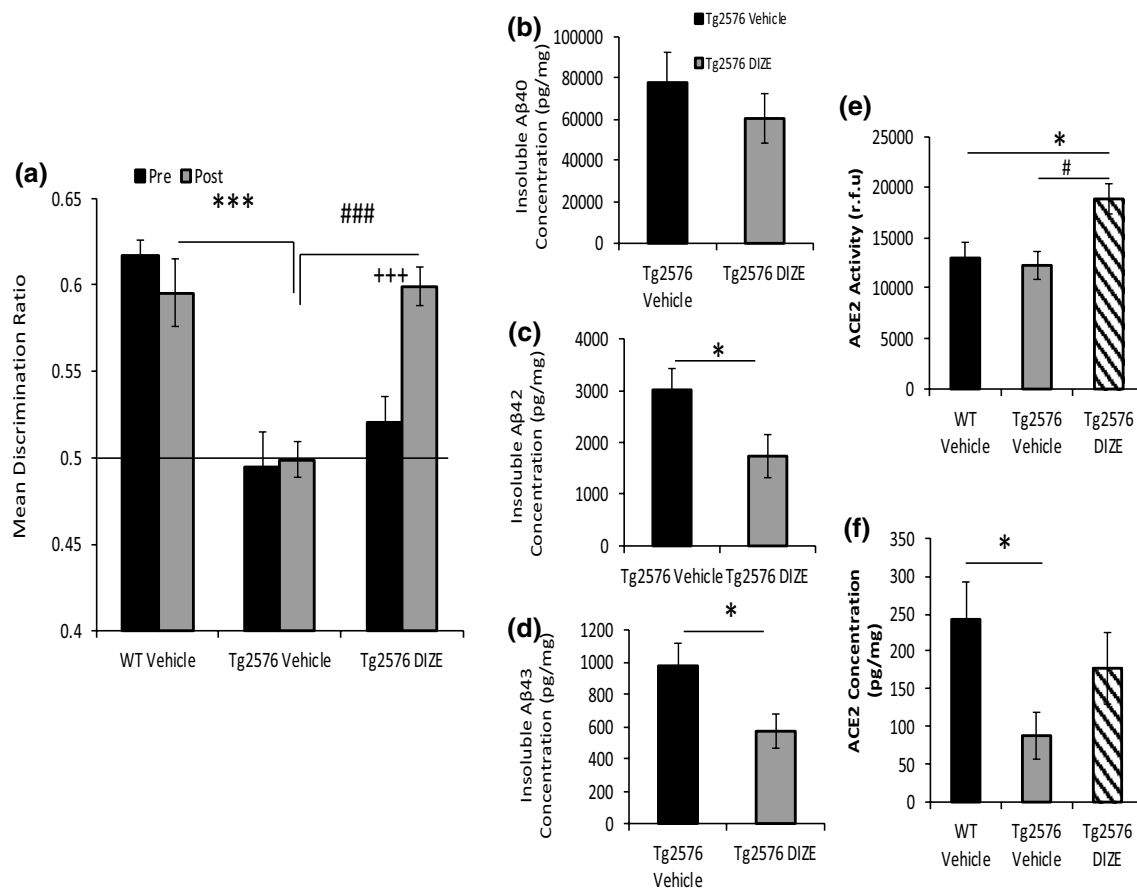 (a)
Pre Post
***
###
+++
0.65
0.6
0.55
0.5
0.45
0.4
Mean Discrimination Ratio
WT Vehicle Tg2576 Vehicle Tg2576 DIZE
(b)
Tg2576 Vehicle
Tg2576 DIZE
100000
80000
60000
40000
20000
0
Insoluble Aβ40
Concentration (pg/mg)
Tg2576
Vehicle
Tg2576 DIZE
(c)
*
4000
3000
2000
1000
0
Insoluble Aβ42
Concentration (pg/mg)
Tg2576 Vehicle Tg2576 DIZE
(d)
*
1200
1000
800
600
400
200
0
Insoluble Aβ43
Concentration (pg/mg)
Tg2576
Vehicle
Tg2576 DIZE
(e)
*
#
25000
20000
15000
10000
5000
0
ACE2 Activity (r.f.u)
WT Tg2576 Tg2576
Vehicle Vehicle DIZE
(f)
*
350
300
250
200
150
100
50
0
ACE2 Concentration
(pg/mg)
WT Tg2576 Tg2576
Vehicle Vehicle DIZE